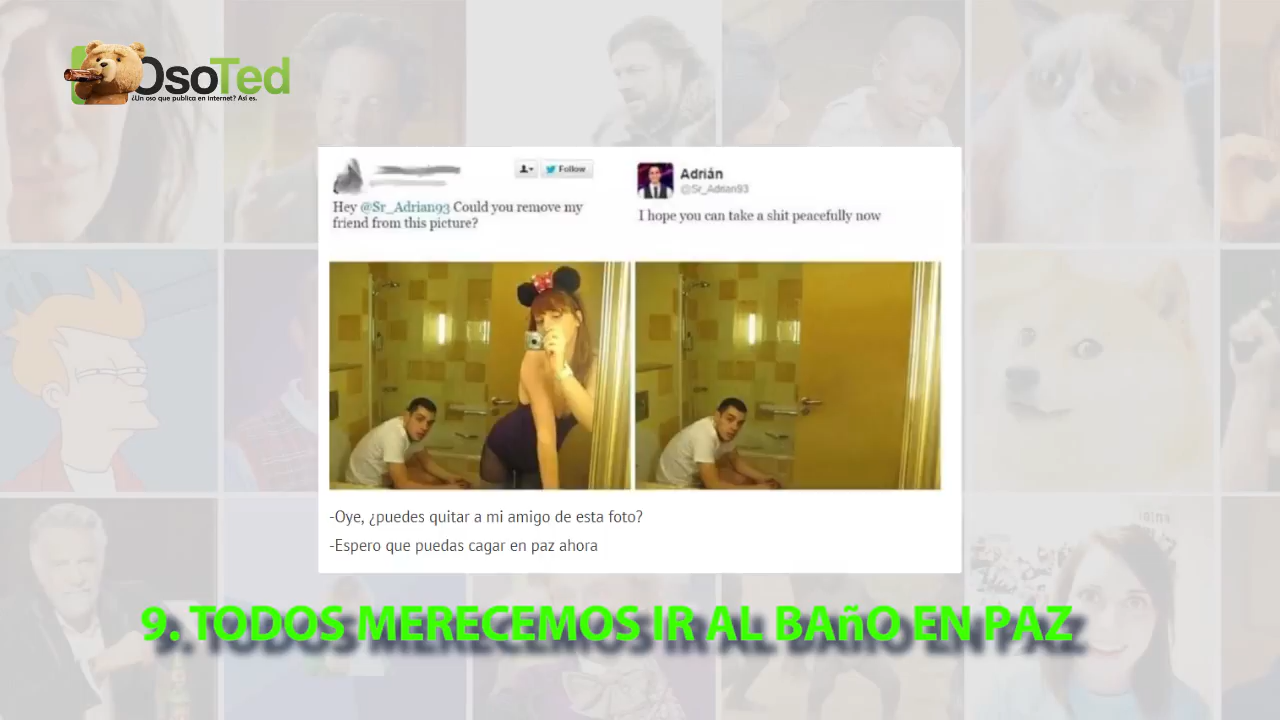 OsoTed
¿Un oso que publica en internet? Así es.
Follow
Hey @Sr_Adrian93 Could you remove my
friend from this picture?
Adrián
@Sr_Adrian93
I hope you can take a shit peacefully now
-Oye, ¿puedes quitar a mi amigo de esta foto?
-Espero que puedas cagar en paz ahora
9. TODOS MERECEMOS IR AL BAñO EN PAZ